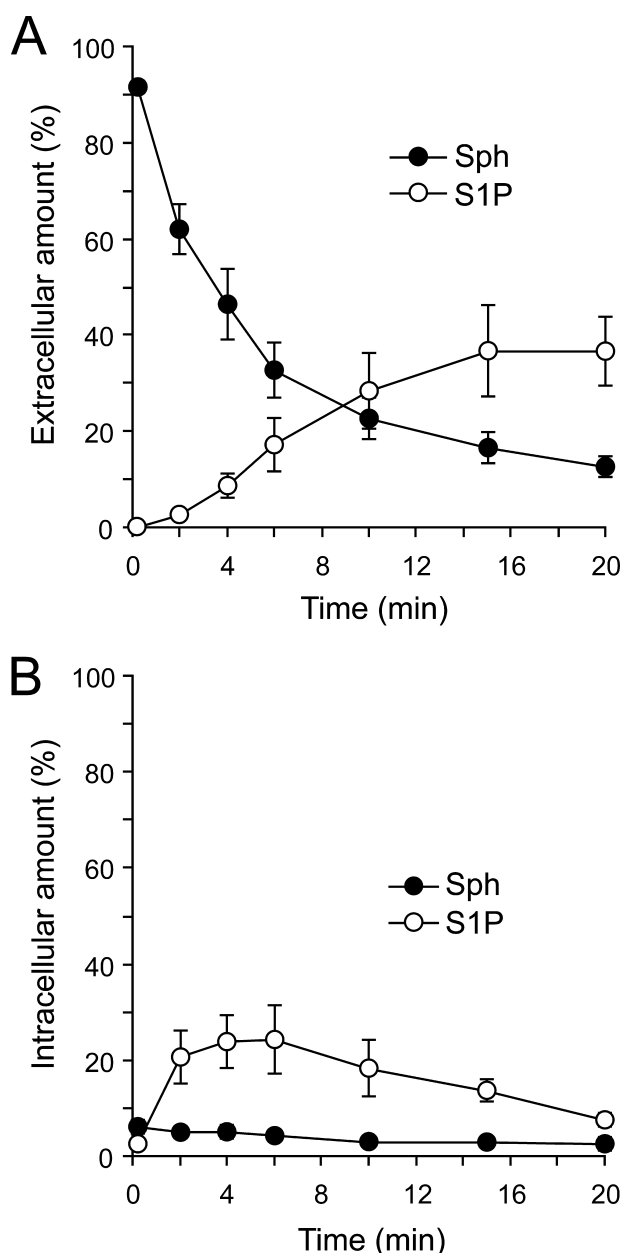 A
Extracellular amount (%)
100
80
60
40
20
0
Sph
S1P
0 4 8 12 16 20
Time (min)
B
Intracellular amount (%)
100
80
60
40
20
0
Sph
S1P
0 4 8 12 16 20
Time (min)